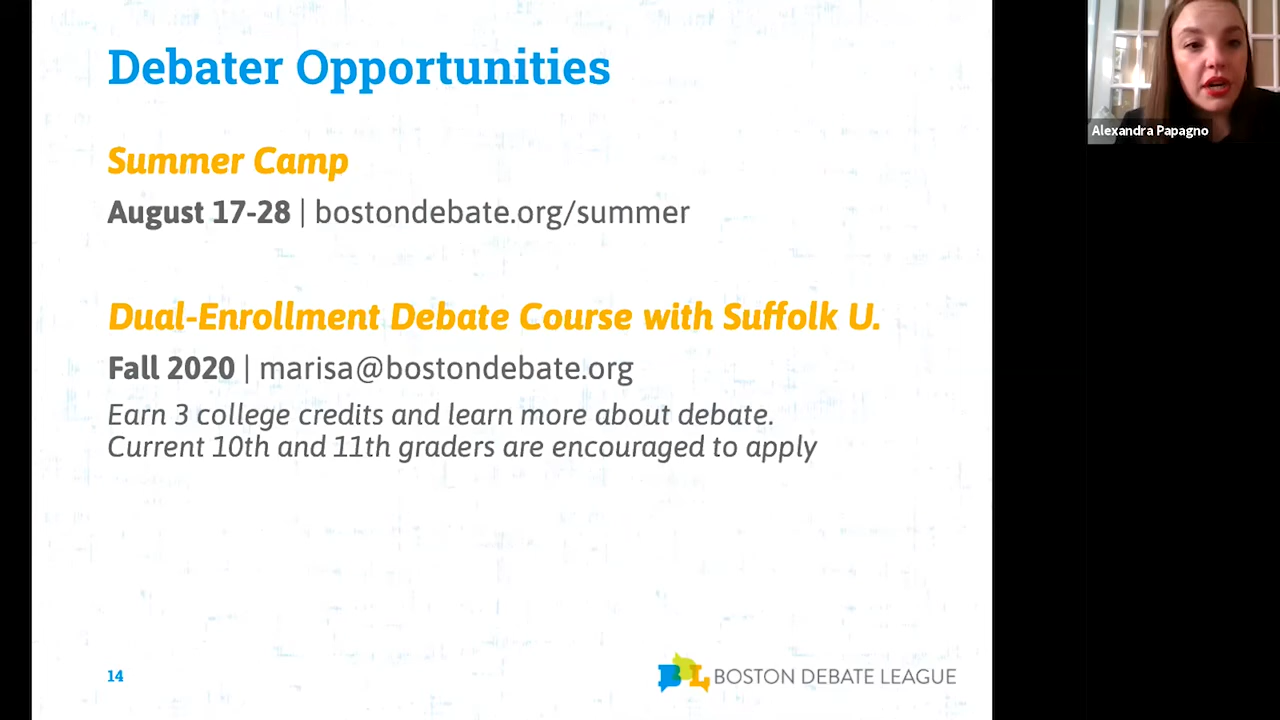 Debater Opportunities
Summer Camp
August 17-28 | bostondebate.org/summer
Dual-Enrollment Debate Course with Suffolk U.
Fall 2020 | marisa@bostondebate.org
Earn 3 college credits and learn more about debate.
Current 10th and 11th graders are encouraged to apply
14
BDL BOSTON DEBATE LEAGUE
Alexandra Papagno